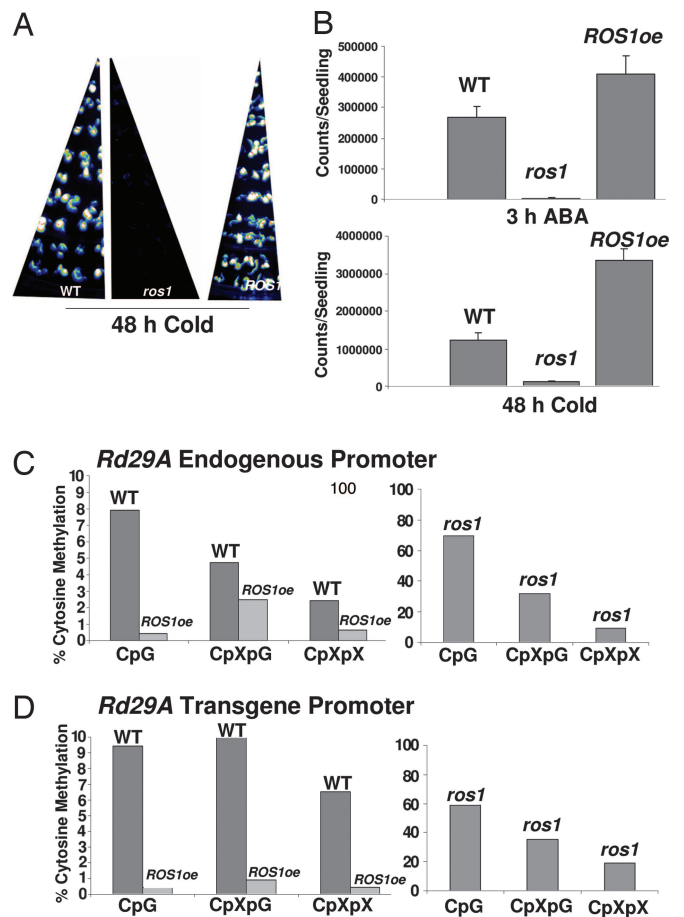 A
WT
ros1
ROS1
48 h Cold
B
Counts/Seedling
500000
400000
300000
200000
100000
0
WT
ros1
ROS1oe
3 h ABA
Counts/Seedling
4000000
3000000
2000000
1000000
0
WT
ros1
ROS1oe
48 h Cold
C
Rd29A Endogenous Promoter
% Cytosine Methylation
10
9
8
7
6
5
4
3
2
1
0
WT
ROS1oe
WT
ROS1oe
WT
ROS1oe
CpG
CpXpG
CpXpX
100
100
80
60
40
20
0
ros1
ros1
ros1
CpG
CpXpG
CpXpX
D
Rd29A Transgene Promoter
% Cytosine Methylation
10
9
8
7
6
5
4
3
2
1
0
WT
ROS1oe
WT
ROS1oe
WT
ROS1oe
CpG
CpXpG
CpXpX
100
80
60
40
20
0
ros1
ros1
ros1
CpG
CpXpG
CpXpX